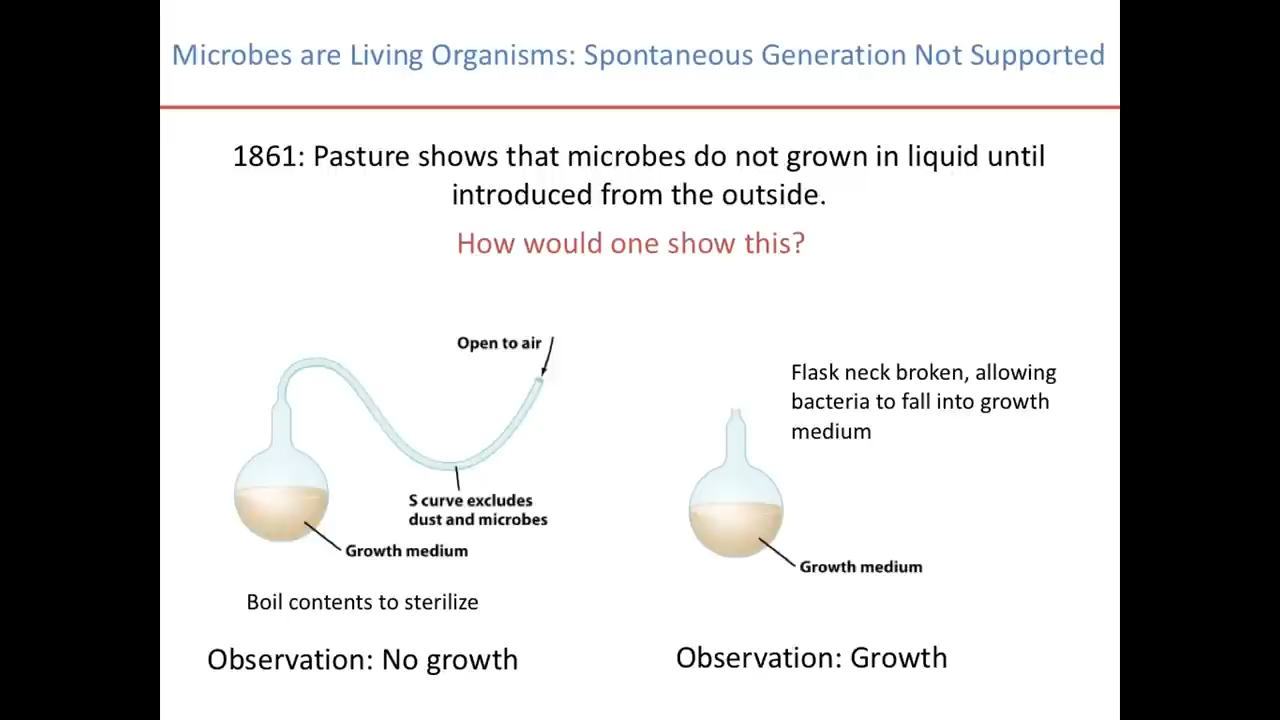 Microbes are Living Organisms: Spontaneous Generation Not Supported
1861: Pasture shows that microbes do not grown in liquid until
introduced from the outside.
How would one show this?
Open to air
S curve excludes
dust and microbes
Growth medium
Boil contents to sterilize
Observation: No growth
Flask neck broken, allowing
bacteria to fall into growth
medium
Growth medium
Observation: Growth